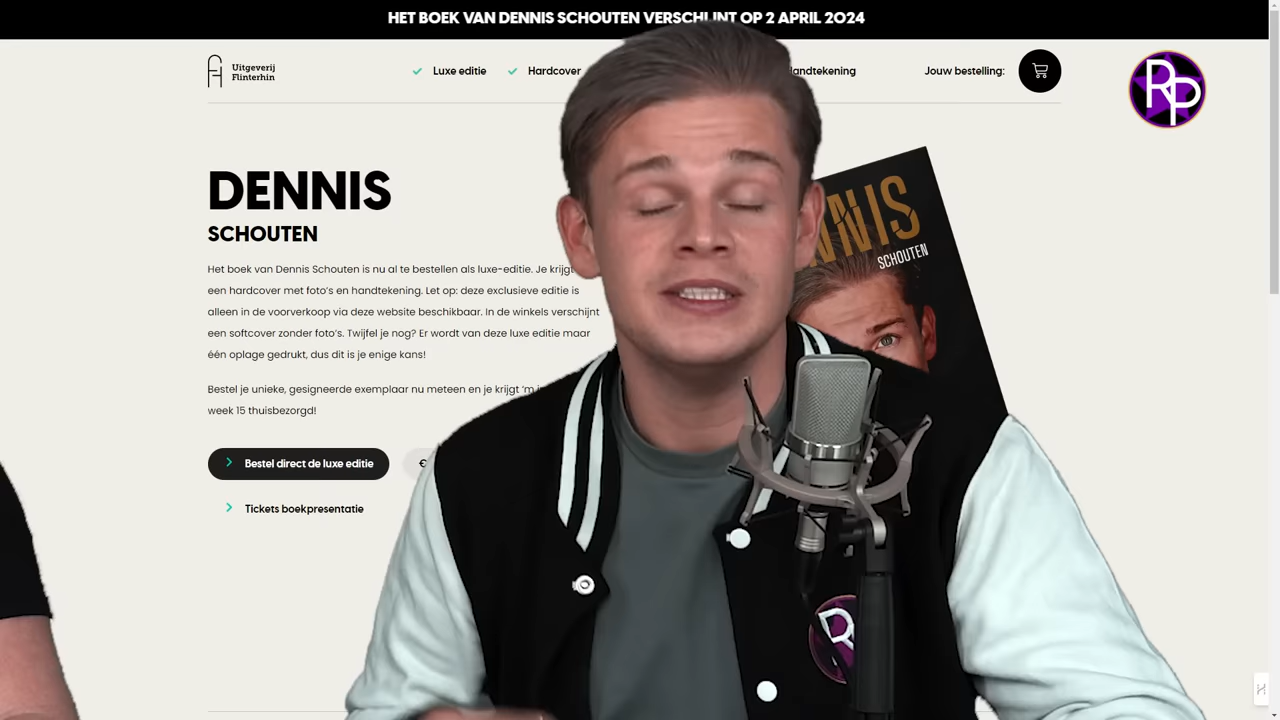 HET BOEK VAN DENNIS SCHOUTEN VERSCHIJNT OP 2 APRIL 2024
Uitgeverij
Flinterhin
Luxe editie
Hardcover
Handtekening
Jouw bestelling:
RP
DENNIS
SCHOUTEN
NNIS
SCHOUTEN
Het boek van Dennis Schouten is nu al te bestellen als luxe-editie. Je krijgt
een hardcover met foto's en handtekening. Let op: deze exclusieve editie is
alleen in de voorverkoop via deze website beschikbaar. In de winkels verschijnt
een softcover zonder foto's. Twijfel je nog? Er wordt van deze luxe editie maar
één oplage gedrukt, dus dit is je enige kans!
Bestel je unieke, gesigneerde exemplaar nu meteen en je krijgt 'm
week 15 thuisbezorgd!
Bestel direct de luxe editie
€
Tickets boekpresentatie